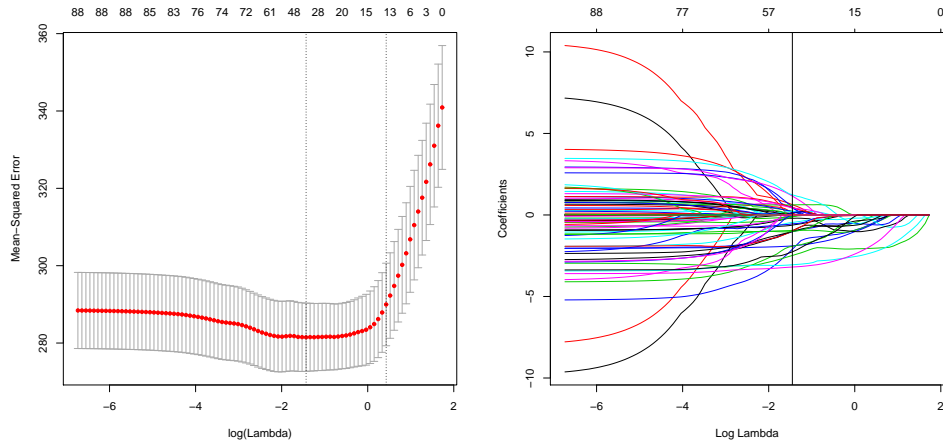 88 88 88 85 83 76 74 72 61 48 28 20 15 13 6 3 0
360
340
320
300
280
Mean−Squared Error
−6 −4 −2 0 2
log(Lambda)
88 77 57 15 0
10
5
0
−5
−10
Coefficients
−6 −4 −2 0 2
Log Lambda